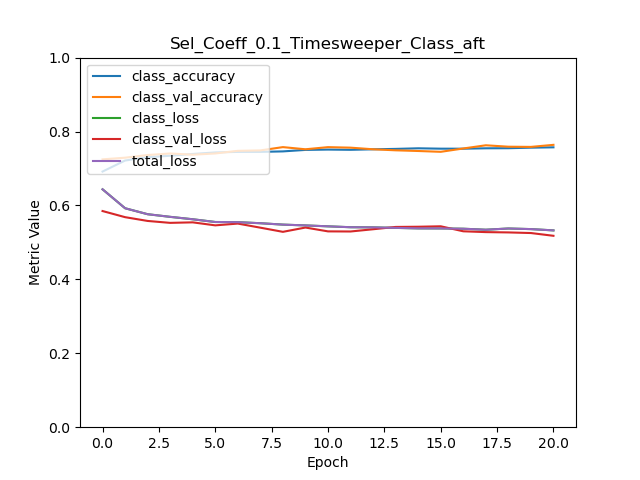 Sel_Coeff_0.1_Timesweeper_Class_aft
1.0
0.8
0.6
0.4
0.2
0.0
Metric Value
class_accuracy
class_val_accuracy
class_loss
class_val_loss
total_loss
0.0 2.5 5.0 7.5 10.0 12.5 15.0 17.5 20.0
Epoch